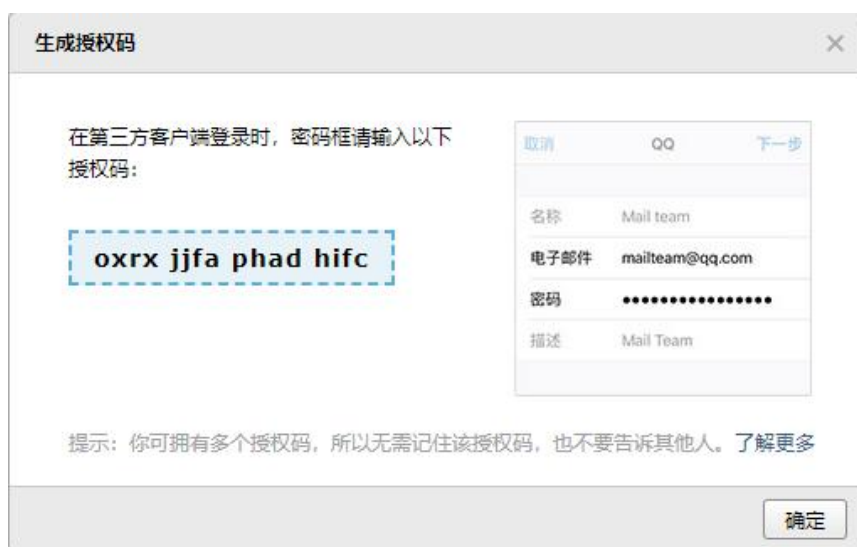 生成授权码
在第三方客户端登录时，密码框请输入以下
授权码：
oxrx jjfa phad hifc
取消 QQ 下一步
名称 Mail team
电子邮件 mailteam@qq.com
密码 ••••••••••••••••
描述 Mail Team
提示：你可拥有多个授权码，所以无需记住该授权码，也不要告诉其他人。了解更多
确定